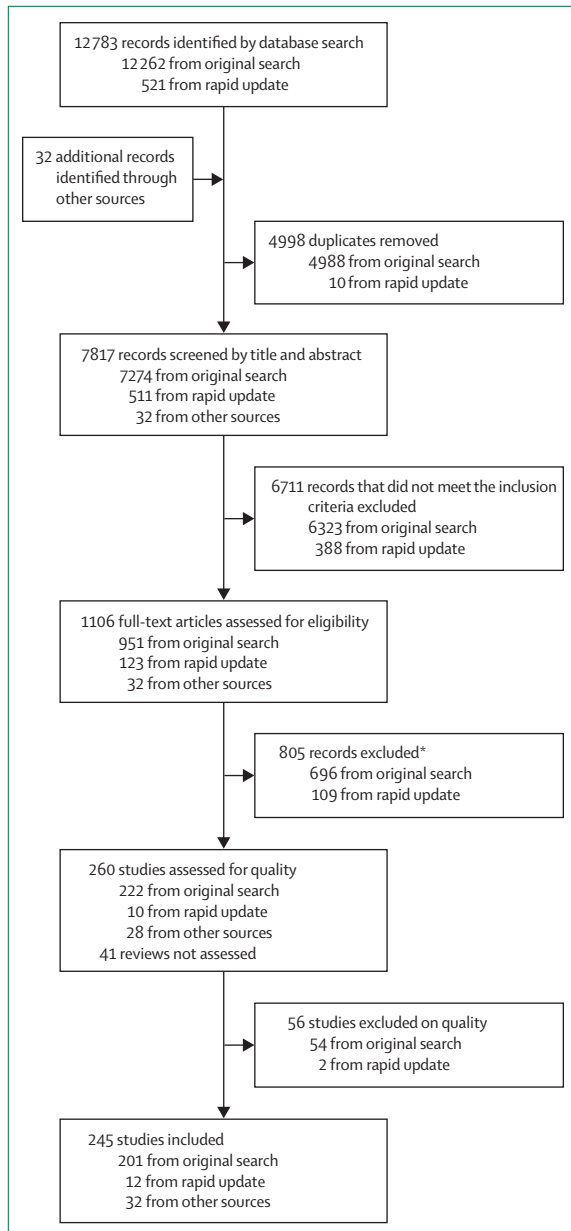 12 783 records identified by database search
12 262 from original search
521 from rapid update
32 additional records
identified through
other sources
4998 duplicates removed
4988 from original search
10 from rapid update
7817 records screened by title and abstract
7274 from original search
511 from rapid update
32 from other sources
6711 records that did not meet the inclusion
criteria excluded
6323 from original search
388 from rapid update
1106 full-text articles assessed for eligibility
951 from original search
123 from rapid update
32 from other sources
805 records excluded*
696 from original search
109 from rapid update
260 studies assessed for quality
222 from original search
10 from rapid update
28 from other sources
41 reviews not assessed
56 studies excluded on quality
54 from original search
2 from rapid update
245 studies included
201 from original search
12 from rapid update
32 from other sources